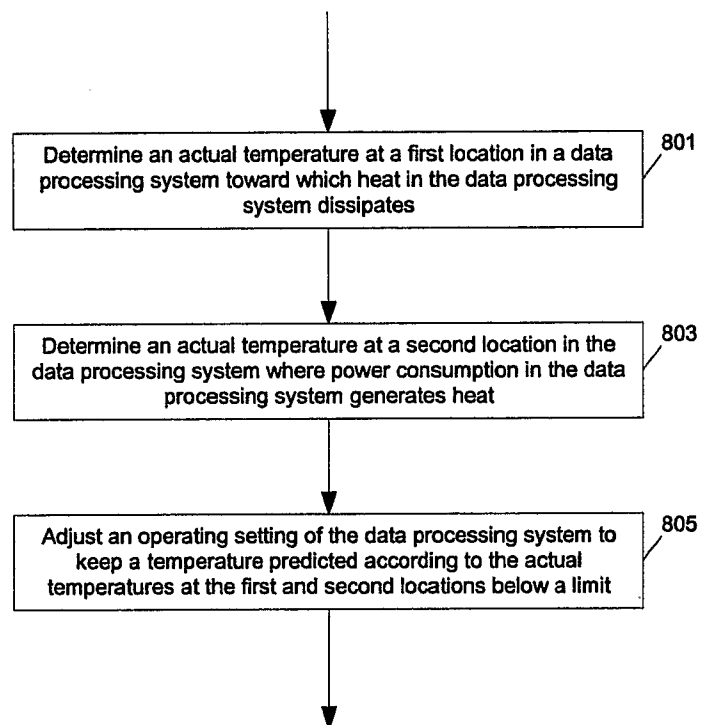 Determine an actual temperature at a first location in a data
processing system toward which heat in the data processing
system dissipates
801
Determine an actual temperature at a second location in the
data processing system where power consumption in the data
processing system generates heat
803
Adjust an operating setting of the data processing system to
keep a temperature predicted according to the actual
temperatures at the first and second locations below a limit
805